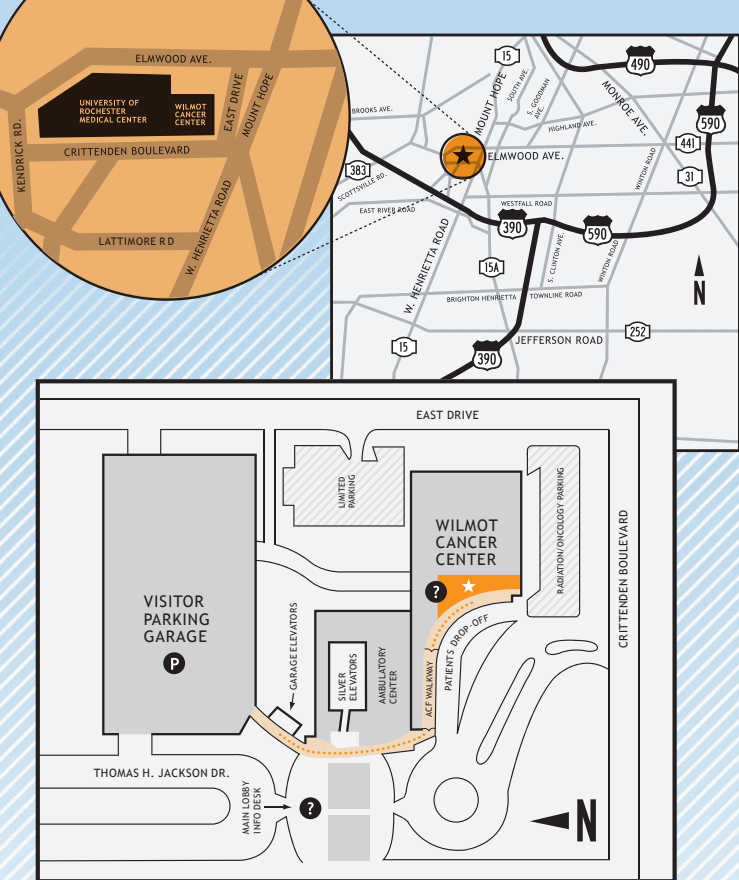 ELMWOOD AVE.
UNIVERSITY OF
ROCHESTER
MEDICAL CENTER
WILMOT
CANCER
CENTER
EAST DRIVE
MOUNT HOPE
KENDRICK RD.
CRITTENDEN BOULEVARD
LATTIMORE RD
W. HENRIETTA ROAD
15
490
MOUNT HOPE
SOUTH AVE.
S. GOODMAN
AVE.
MONROE AVE.
BROOKS AVE.
HIGHLAND AVE.
590
441
ELMWOOD AVE.
383
SCOTTSVILLE RD.
WINTON ROAD
31
EAST RIVER ROAD
WESTFALL ROAD
390
590
W. HENRIETTA ROAD
15A
S. CLINTON AVE.
WINTON ROAD
N
BRIGHTON HENRIETTA
TOWNLINE ROAD
15
252
JEFFERSON ROAD
390
EAST DRIVE
LIMITED
PARKING
WILMOT
CANCER
CENTER
RADIATION/ONCOLOGY PARKING
CRITTENDEN BOULEVARD
?
VISITOR
PARKING
GARAGE
P
GARAGE ELEVATORS
SILVER
ELEVATORS
AMBULATORY
CENTER
ACF WALKWAY
PATIENTS DROP-OFF
THOMAS H. JACKSON DR.
MAIN LOBBY
INFO DESK
?
N